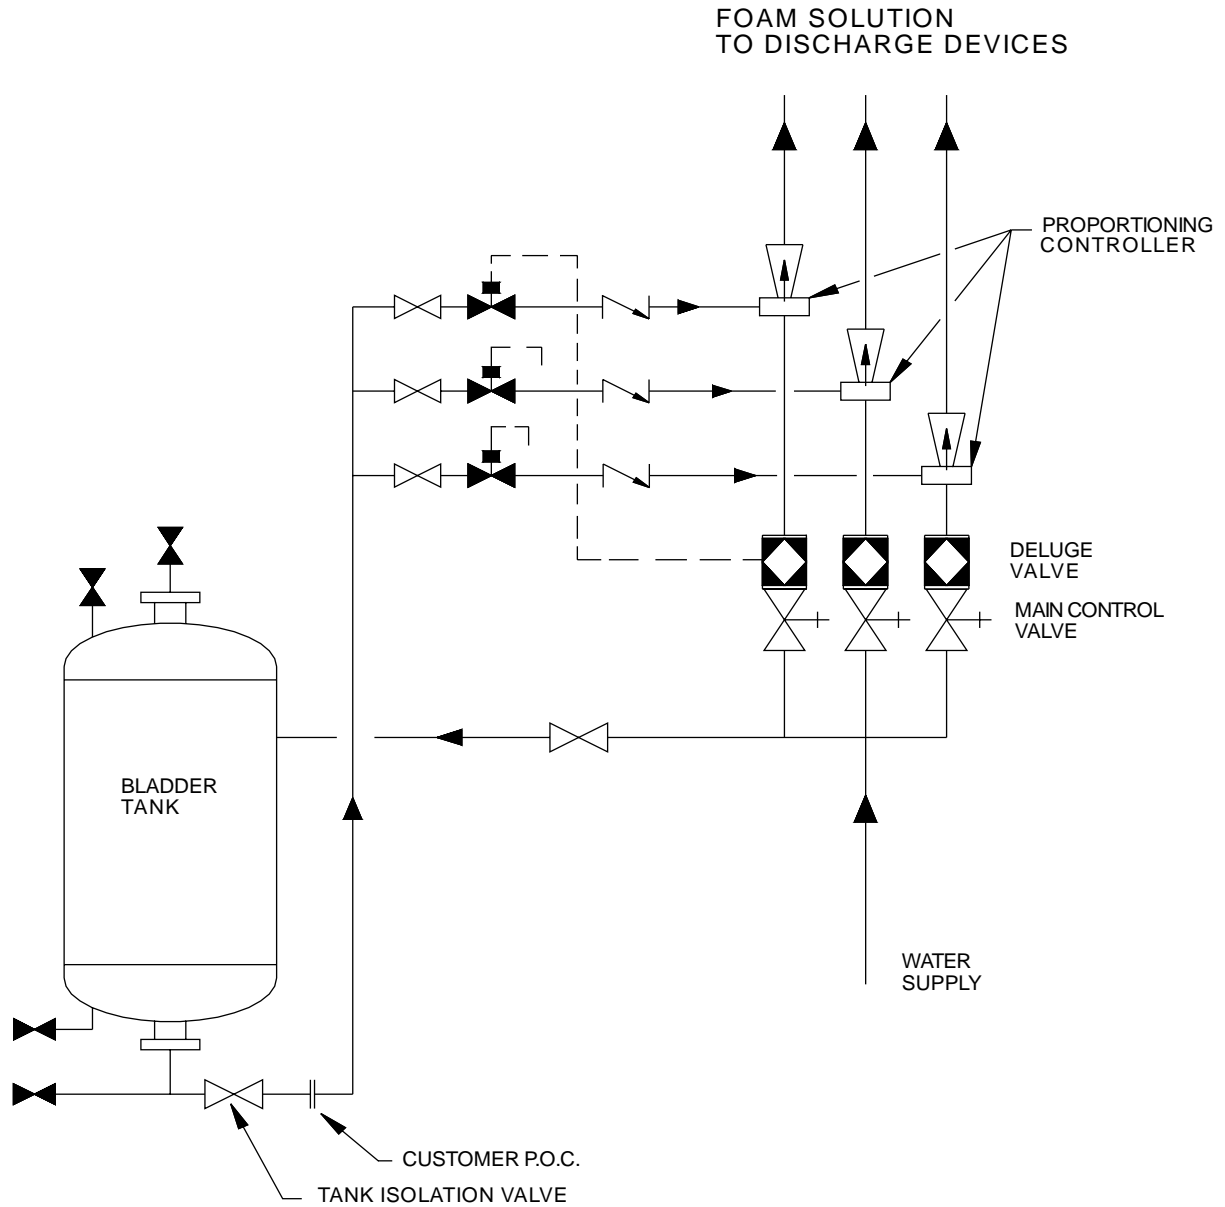 FOAM SOLUTION
TO DISCHARGE DEVICES
PROPORTIONING
CONTROLLER
DELUGE
VALVE
MAIN CONTROL
VALVE
BLADDER
TANK
WATER
SUPPLY
CUSTOMER P.O.C.
TANK ISOLATION VALVE